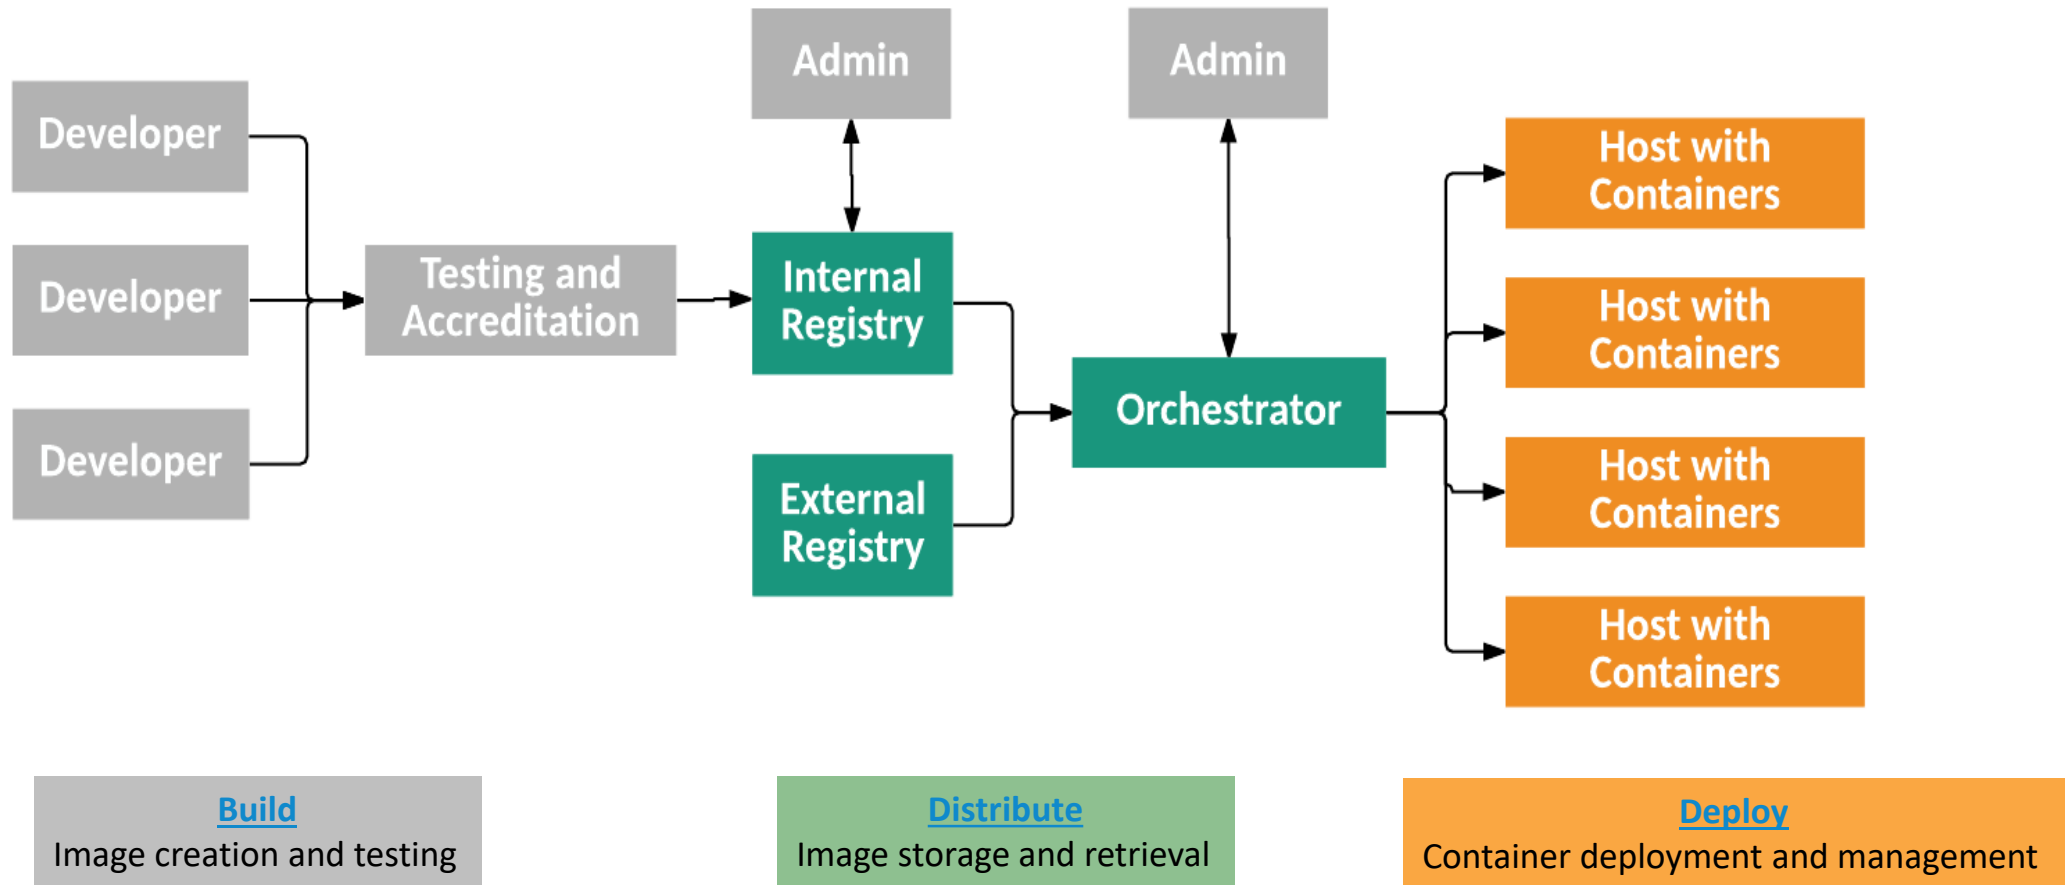 Admin
Admin
Developer
Developer
Developer
Testing and
Accreditation
Internal
Registry
External
Registry
Orchestrator
Host with
Containers
Host with
Containers
Host with
Containers
Host with
Containers
Build
Image creation and testing
Distribute
Image storage and retrieval
Deploy
Container deployment and management